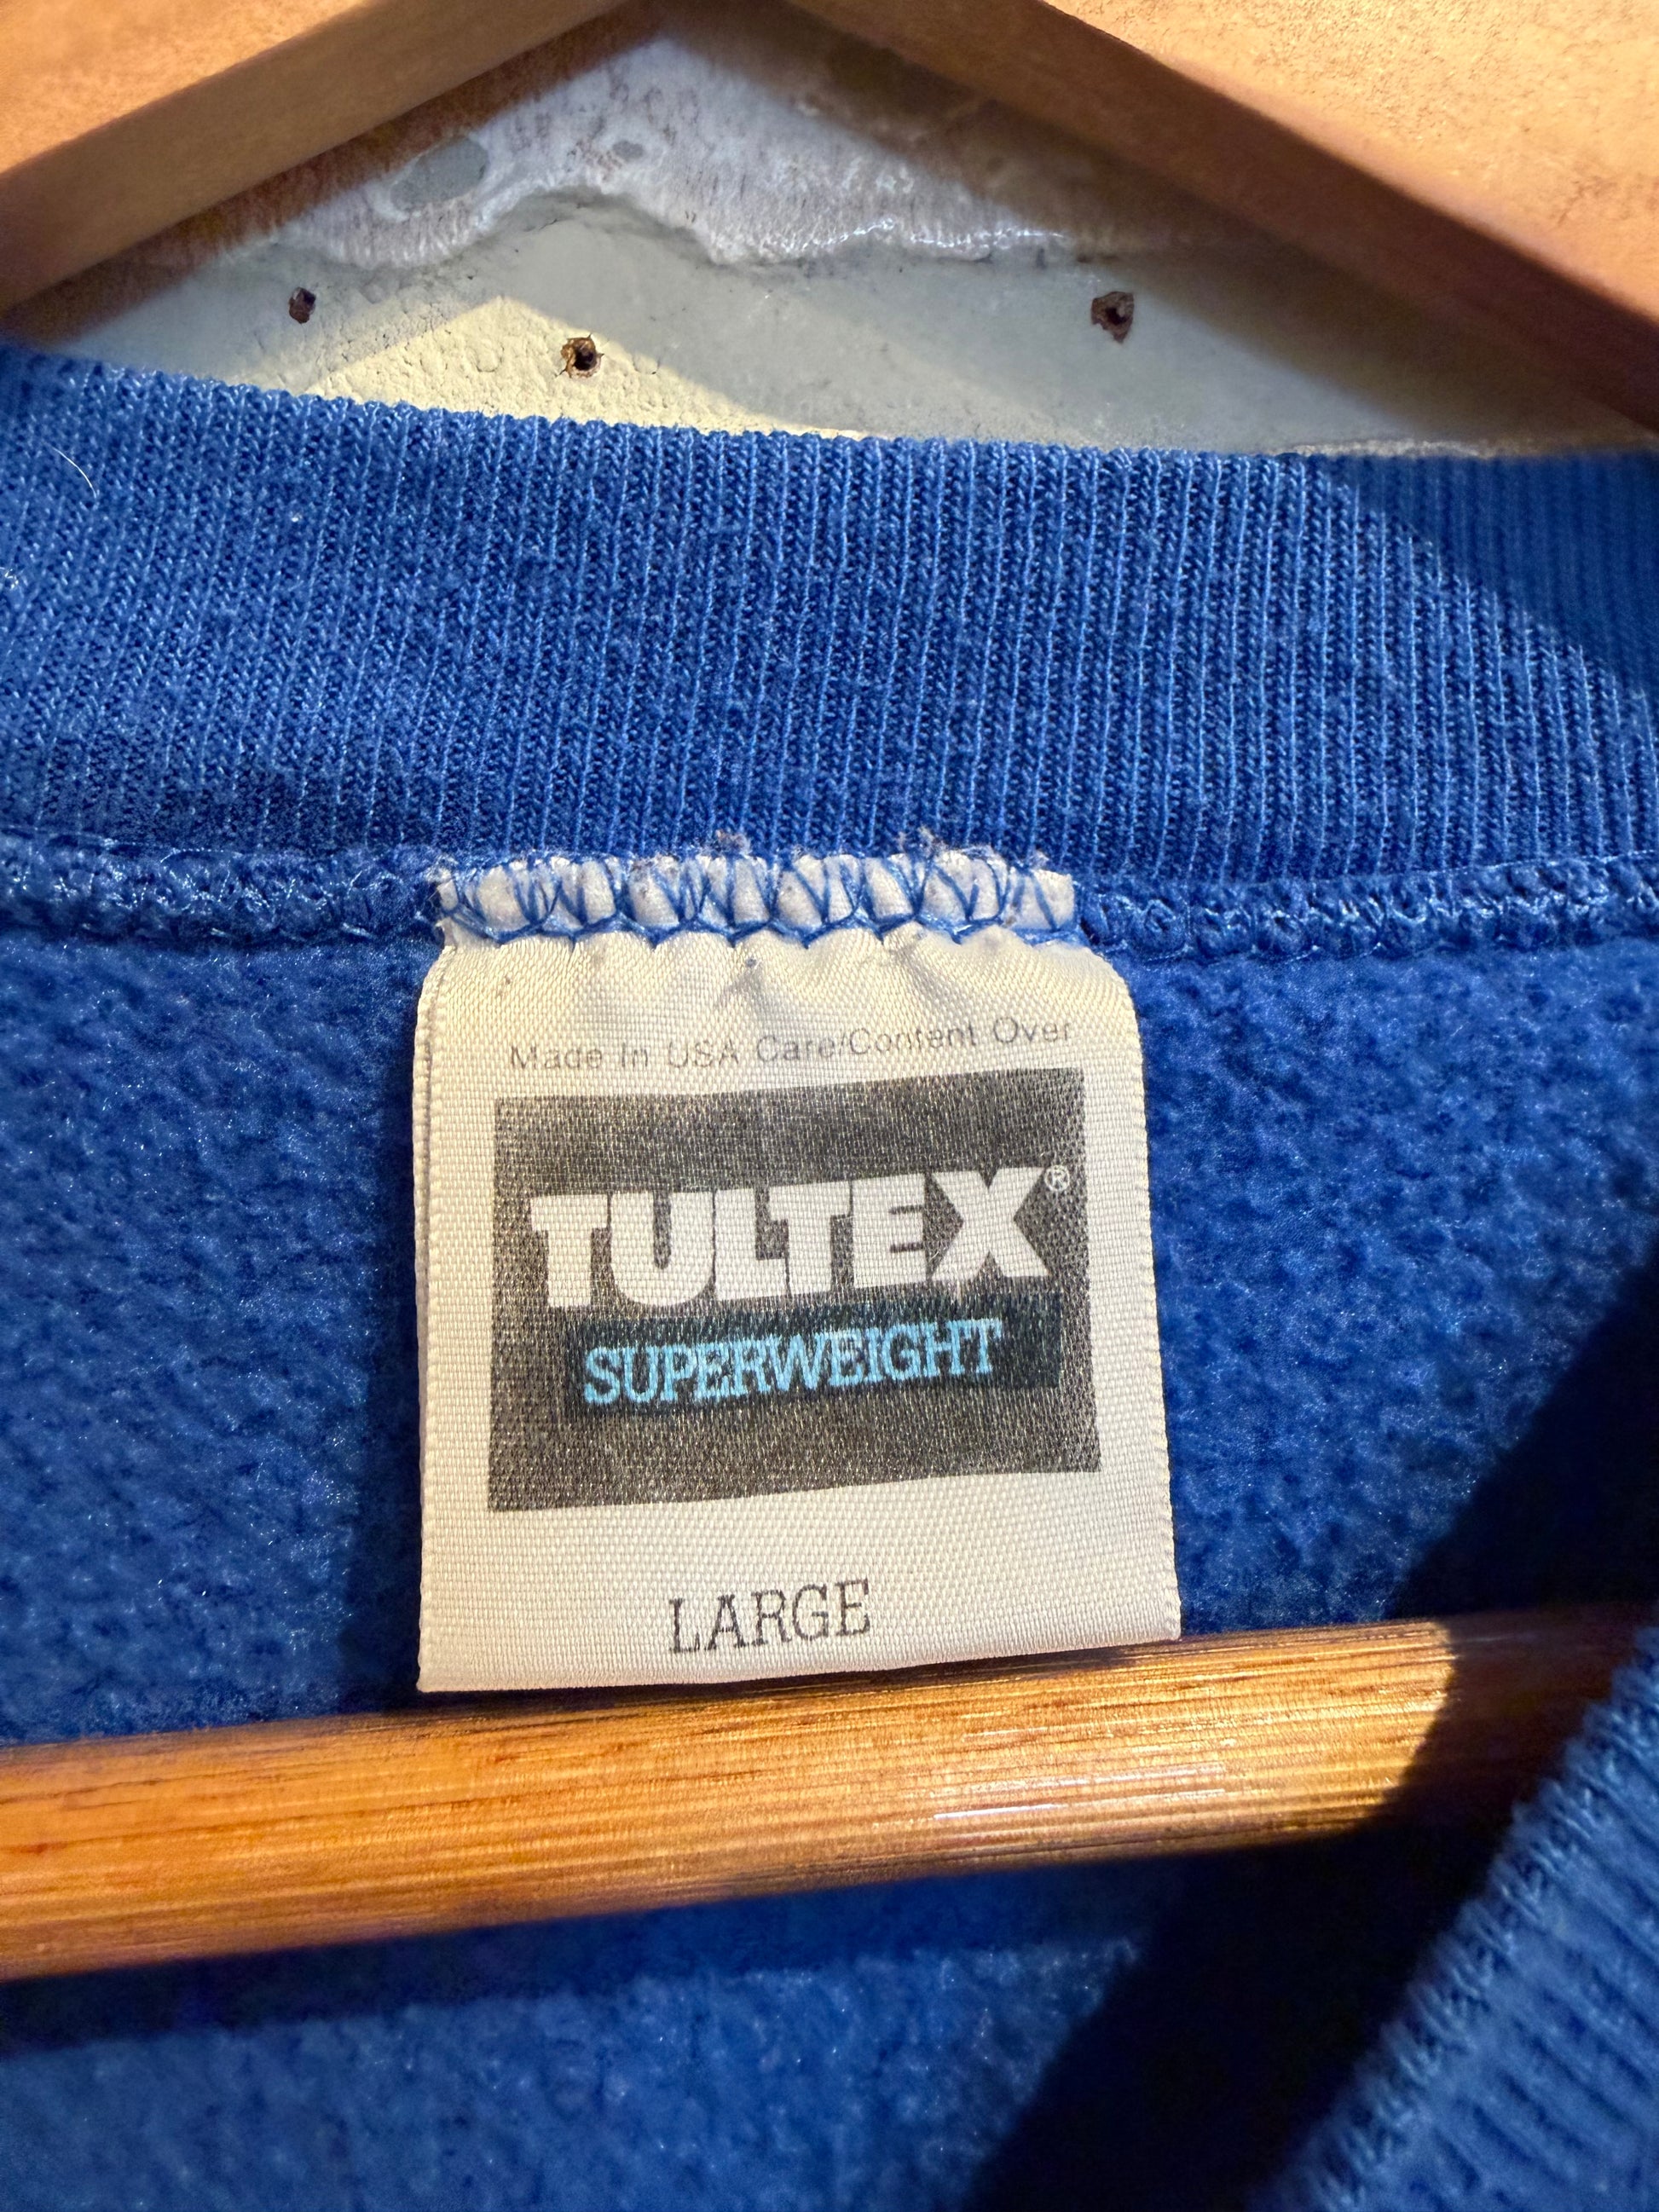 Made In USA Care/Content Over
TULTEX®
SUPERWEIGHT
LARGE